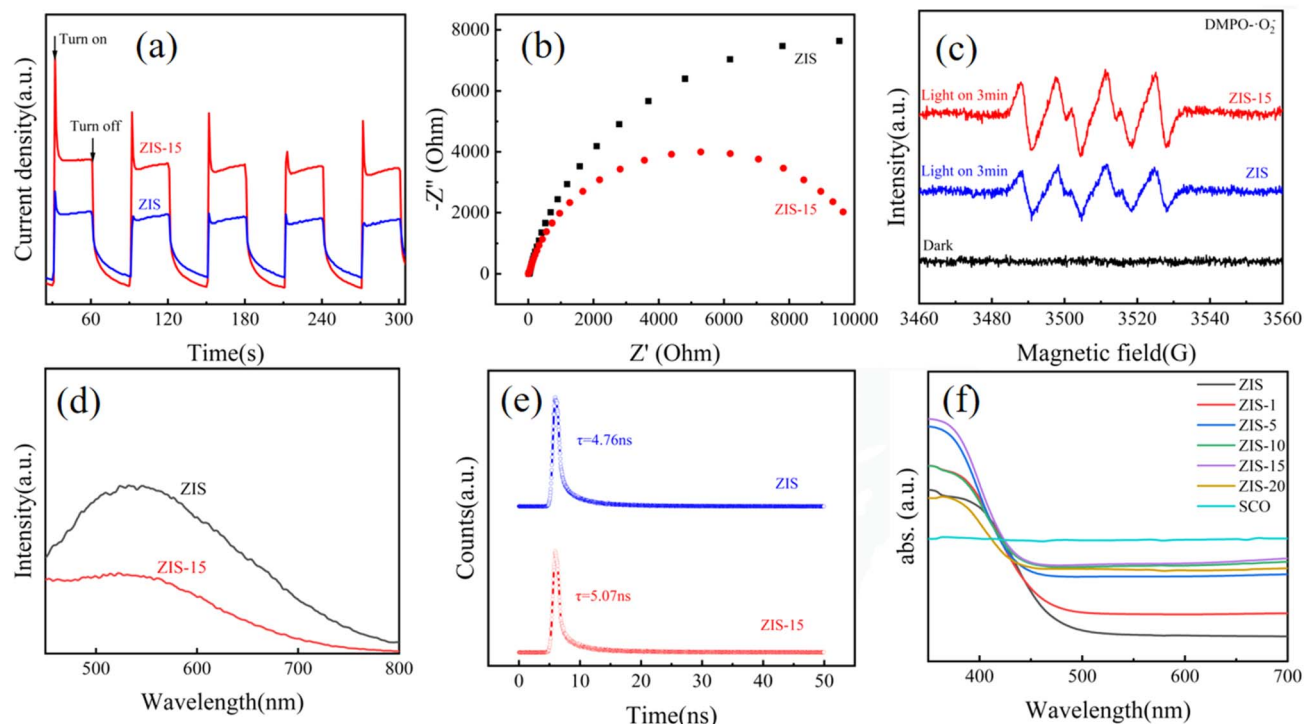 (a)
Turn on
Turn off
ZIS-15
ZIS
Current density(a.u.)
60 120 180 240 300
Time(s)
(b)
ZIS
ZIS-15
-Z'' (Ohm)
8000
6000
4000
2000
0
0 2000 4000 6000 8000 10000
Z' (Ohm)
(c)
DMPO-·O₂⁻
Light on 3min
ZIS-15
Light on 3min
ZIS
Dark
Intensity(a.u.)
3460 3480 3500 3520 3540 3560
Magnetic field(G)
(d)
ZIS
ZIS-15
Intensity(a.u.)
500 600 700 800
Wavelength(nm)
(e)
τ=4.76ns
ZIS
τ=5.07ns
ZIS-15
Counts(a.u.)
0 10 20 30 40 50
Time(ns)
(f)
ZIS
ZIS-1
ZIS-5
ZIS-10
ZIS-15
ZIS-20
SCO
abs. (a.u.)
400 500 600 700
Wavelength(nm)